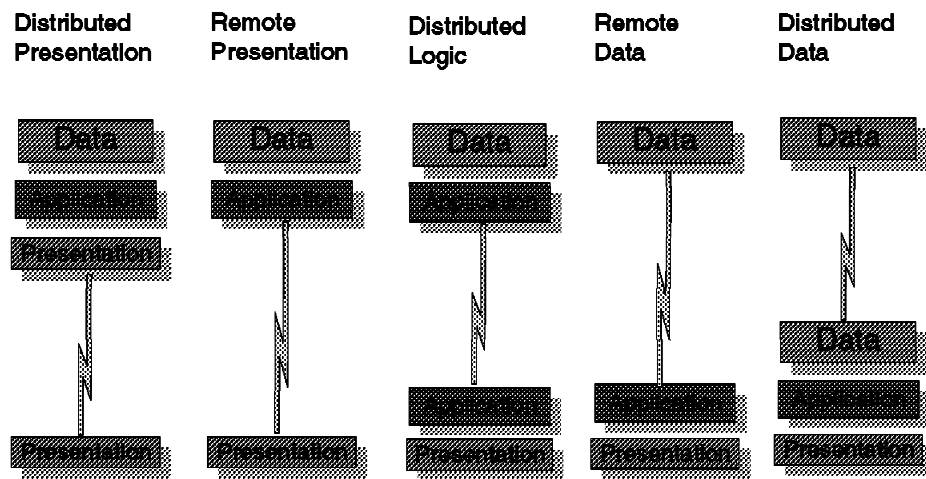 Distributed
Presentation
Remote
Presentation
Distributed
Logic
Remote
Data
Distributed
Data
Data
Application
Presentation
Presentation
Data
Application
Presentation
Data
Application
Application
Presentation
Data
Application
Presentation
Data
Data
Application
Presentation